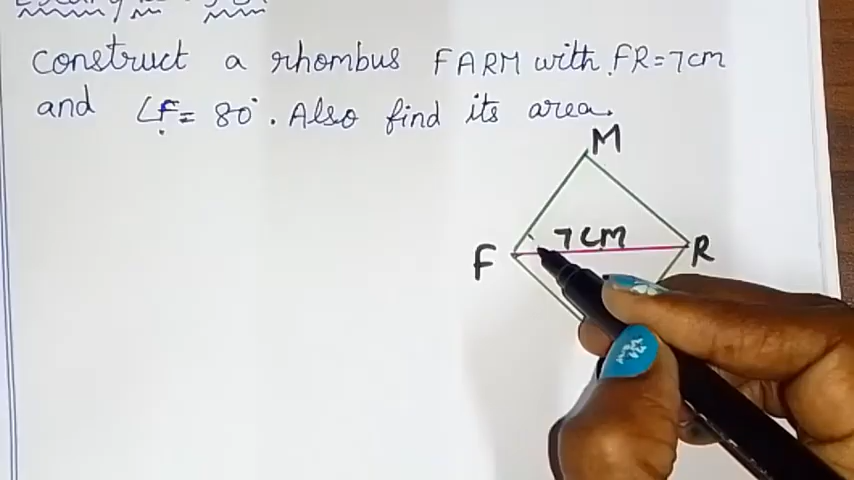 construct a rhombus FARM with FR=7cm
and ∠F= 80°. Also find its area.
M
7CM
F
R